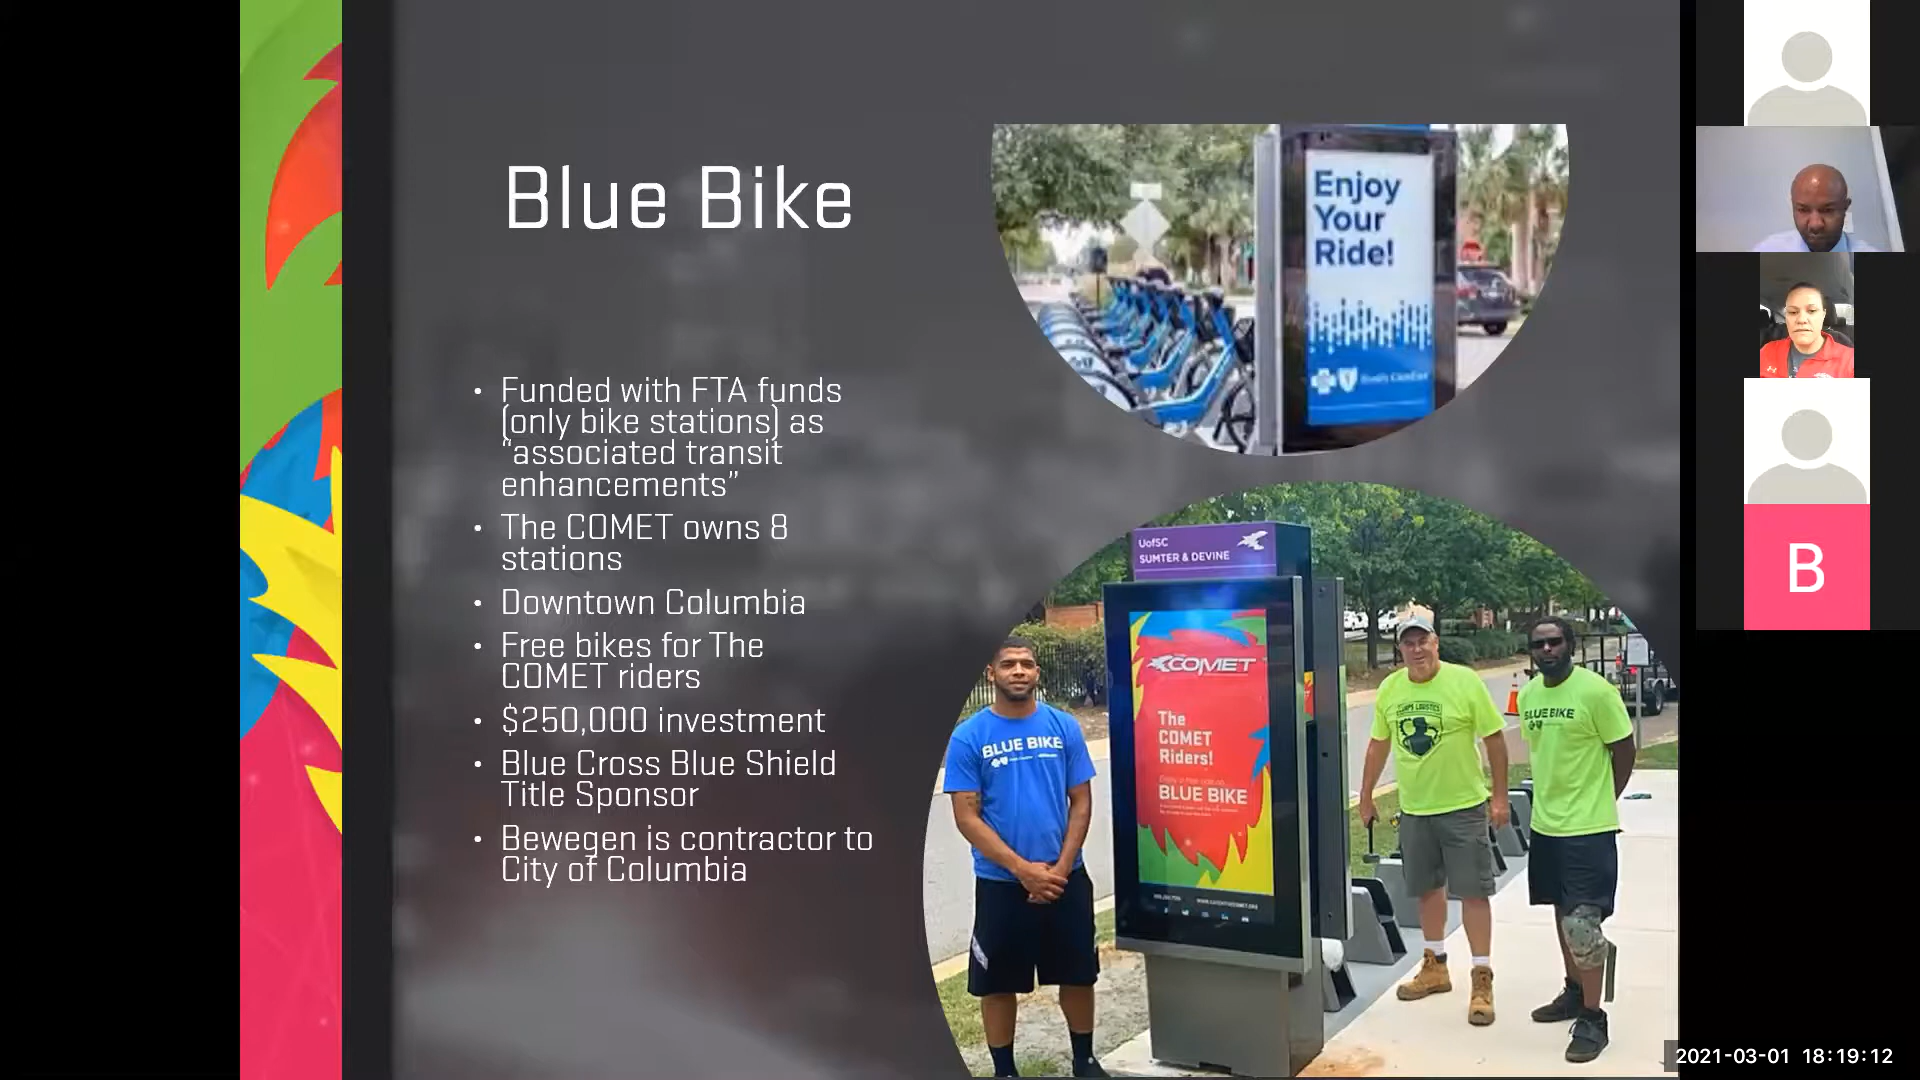 Blue Bike
• Funded with FTA funds
(only bike stations) as
“associated transit
enhancements”
• The COMET owns 8
stations
• Downtown Columbia
• Free bikes for The
COMET riders
• $250,000 investment
• Blue Cross Blue Shield
Title Sponsor
• Bewegen is contractor to
City of Columbia
Enjoy
Your
Ride!
UofSC
SUMTER & DEVINE
COMET
The
COMET
Riders!
BLUE BIKE
BLUE BIKE
BLUE BIKE
B
2021-03-01 18:19:12